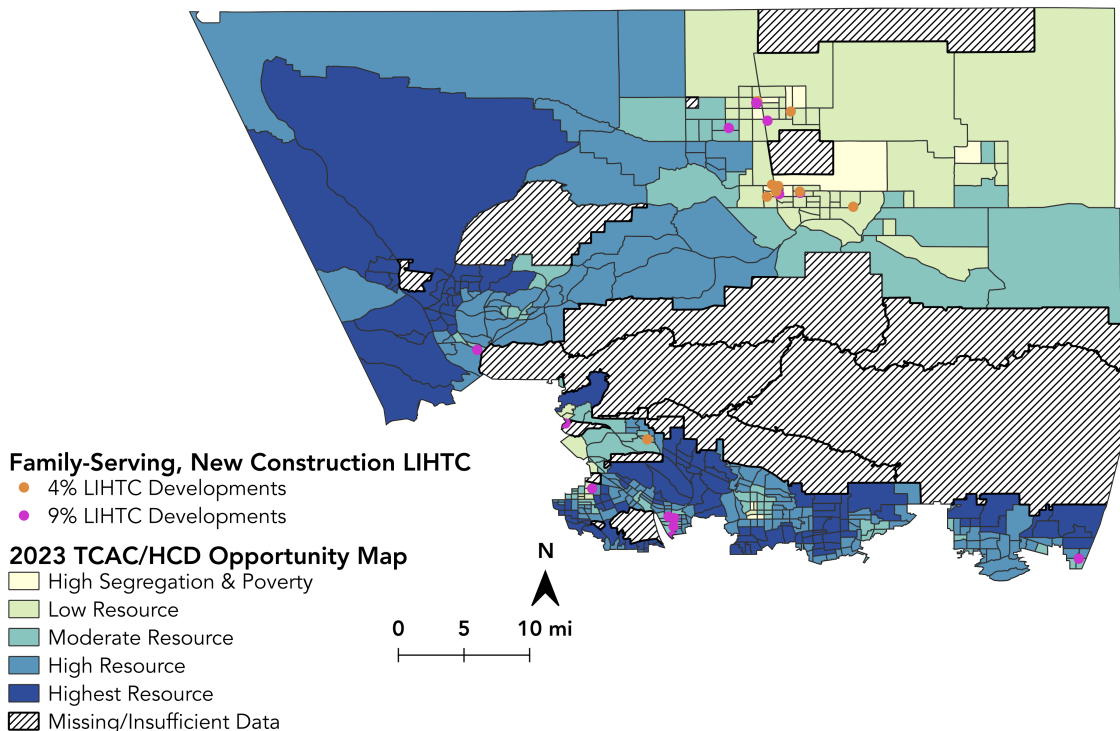 Family-Serving, New Construction LIHTC
4% LIHTC Developments
9% LIHTC Developments
2023 TCAC/HCD Opportunity Map
High Segregation & Poverty
Low Resource
Moderate Resource
High Resource
Highest Resource
Missing/Insufficient Data
N
0 5 10 mi